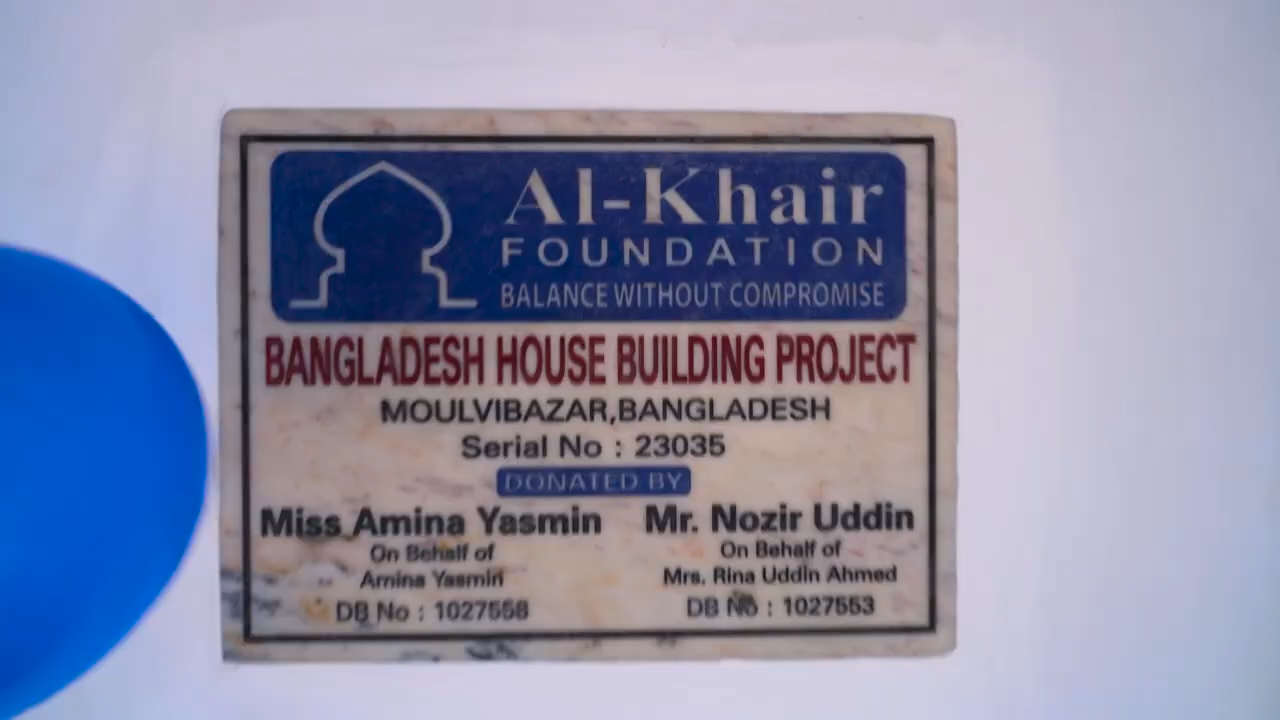 Al-Khair
FOUNDATION
BALANCE WITHOUT COMPROMISE
BANGLADESH HOUSE BUILDING PROJECT
MOULVIBAZAR,BANGLADESH
Serial No : 23035
DONATED BY
Miss Amina Yasmin Mr. Nozir Uddin
On Behalf of On Behalf of
Amina Yasmin Mrs. Rina Uddin Ahmed
DB No : 1027558 DB No : 1027553